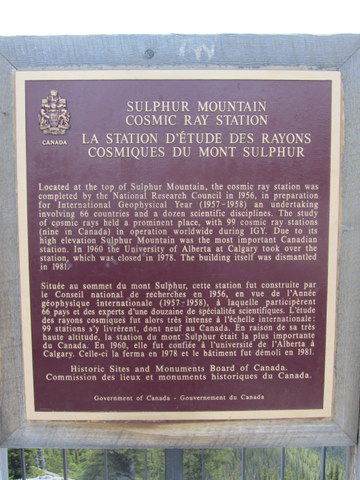 CANADA
SULPHUR MOUNTAIN
COSMIC RAY STATION
LA STATION D'ÉTUDE DES RAYONS
COSMIQUES DU MONT SULPHUR
Located at the top of Sulphur Mountain, the cosmic ray station was
completed by the National Research Council in 1956, in preparation
for International Geophysical Year (1957-1958) an undertaking
involving 66 countries and a dozen scientific disciplines. The study
of cosmic rays held a prominent place, with 99 cosmic ray stations
(nine in Canada) in operation worldwide during IGY. Due to its
high elevation Sulphur Mountain was the most important Canadian
station. In 1960 the University of Alberta at Calgary took over the
station, which was closed in 1978. The building itself was dismantled
in 1981.
Située au sommet du mont Sulphur, cette station fut construite par
le Conseil national de recherches en 1956, en vue de l'Année
géophysique internationale (1957-1958), à laquelle participèrent
66 pays et des experts d'une douzaine de spécialités scientifiques. L'étude
des rayons cosmiques fut alors très intense à l'échelle internationale:
99 stations s'y livrèrent, dont neuf au Canada. En raison de sa très
haute altitude, la station du mont Sulphur était la plus importante
du Canada. En 1960, elle fut confiée à l'université de l'Alberta à
Calgary. Celle-ci la ferma en 1978 et le bâtiment fut démoli en 1981.
Historic Sites and Monuments Board of Canada.
Commission des lieux et monuments historiques du Canada.
Government of Canada - Gouvernement du Canada